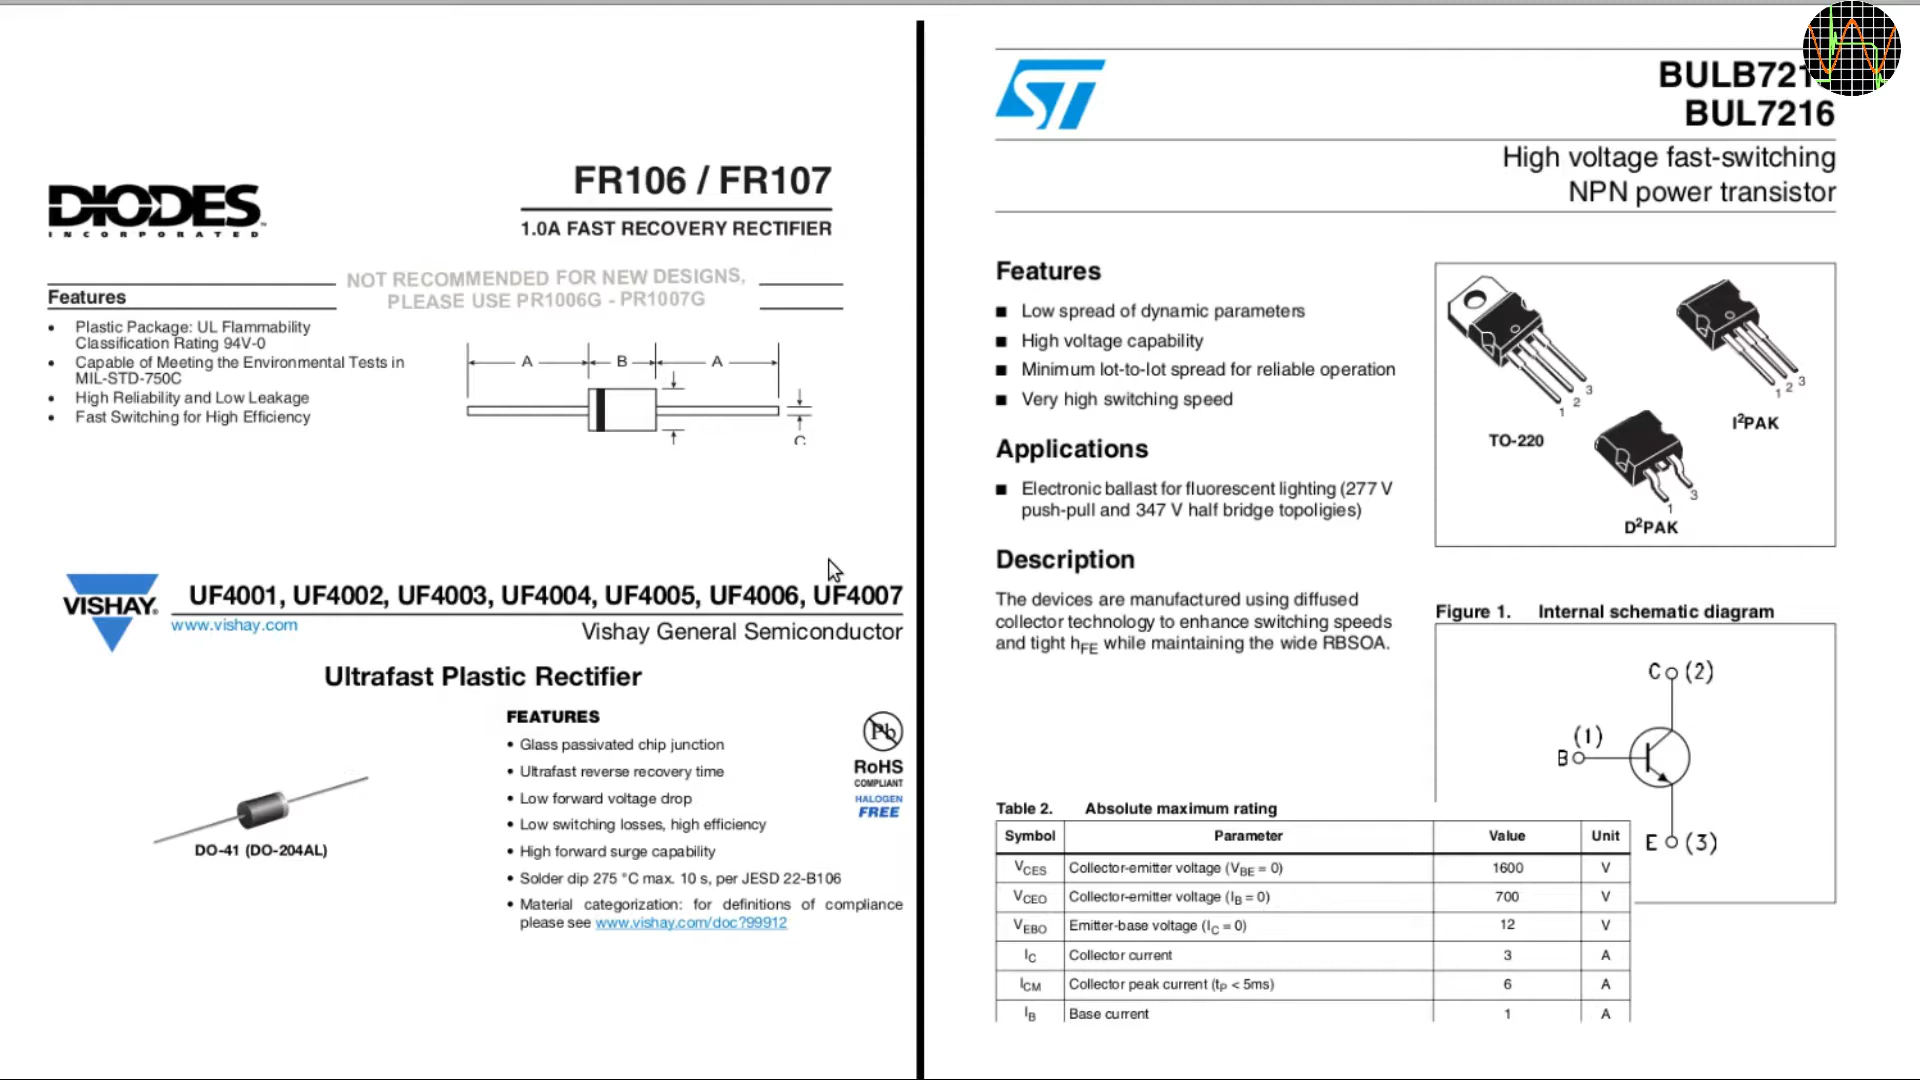 DIODES
INCORPORATED
FR106 / FR107
1.0A FAST RECOVERY RECTIFIER
NOT RECOMMENDED FOR NEW DESIGNS,
PLEASE USE PR1006G - PR1007G
Features
• Plastic Package: UL Flammability
Classification Rating 94V-0
• Capable of Meeting the Environmental Tests in
MIL-STD-750C
• High Reliability and Low Leakage
• Fast Switching for High Efficiency
A B A
C
VISHAY.
UF4001, UF4002, UF4003, UF4004, UF4005, UF4006, UF4007
www.vishay.com
Vishay General Semiconductor
Ultrafast Plastic Rectifier
DO-41 (DO-204AL)
FEATURES
• Glass passivated chip junction
• Ultrafast reverse recovery time
• Low forward voltage drop
• Low switching losses, high efficiency
• High forward surge capability
• Solder dip 275 °C max. 10 s, per JESD 22-B106
• Material categorization: for definitions of compliance
please see www.vishay.com/doc?99912
Pb
RoHS
COMPLIANT
HALOGEN
FREE
ST
BULB721
BUL7216
High voltage fast-switching
NPN power transistor
Features
■ Low spread of dynamic parameters
■ High voltage capability
■ Minimum lot-to-lot spread for reliable operation
■ Very high switching speed
Applications
■ Electronic ballast for fluorescent lighting (277 V
push-pull and 347 V half bridge topoligies)
Description
The devices are manufactured using diffused
collector technology to enhance switching speeds
and tight hFE while maintaining the wide RBSOA.
1 2 3
TO-220
1 2 3
I²PAK
1 3
D²PAK
Figure 1. Internal schematic diagram
C (2)
(1)
B
E (3)
Table 2. Absolute maximum rating
Symbol Parameter Value Unit
VCES Collector-emitter voltage (VBE = 0) 1600 V
VCEO Collector-emitter voltage (IB = 0) 700 V
VEBO Emitter-base voltage (IC = 0) 12 V
IC Collector current 3 A
ICM Collector peak current (tP < 5ms) 6 A
IB Base current 1 A